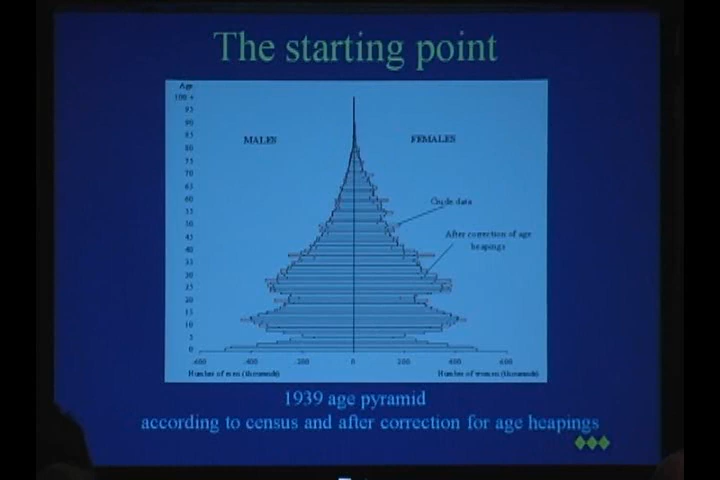 The starting point
Age
100 +
95
90
85
80
75
70
65
60
55
50
45
40
35
30
25
20
15
10
5
0
MALES
FEMALES
Crude data
After correction of age
heapings
600 400 200 0 200 400 600
Number of men (thousands)
Number of women (thousands)
1939 age pyramid
according to census and after correction for age heapings